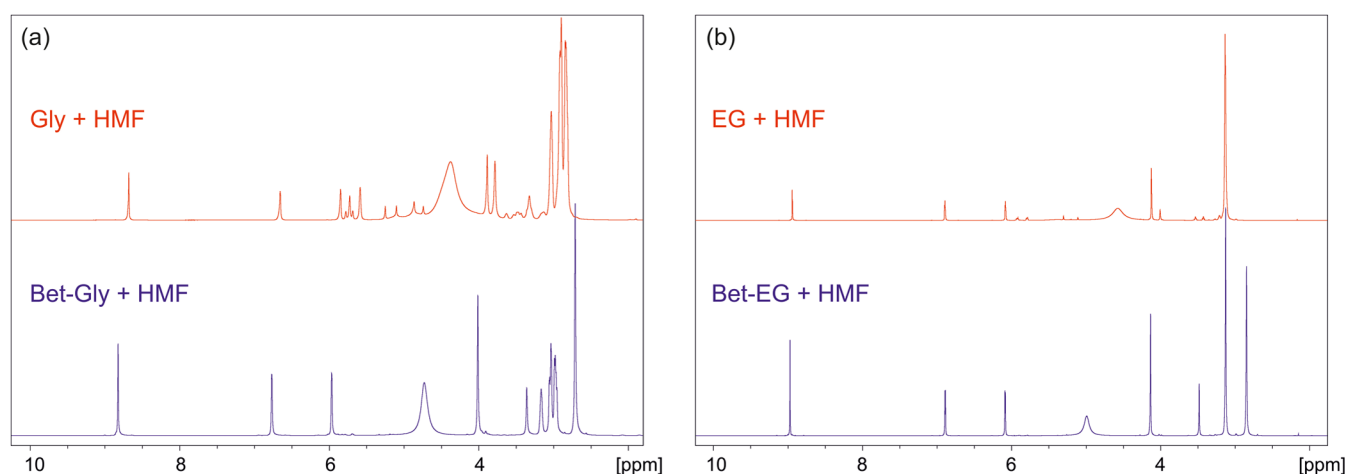 (a)
Gly + HMF
Bet-Gly + HMF
10 8 6 4 [ppm]
(b)
EG + HMF
Bet-EG + HMF
10 8 6 4 [ppm]